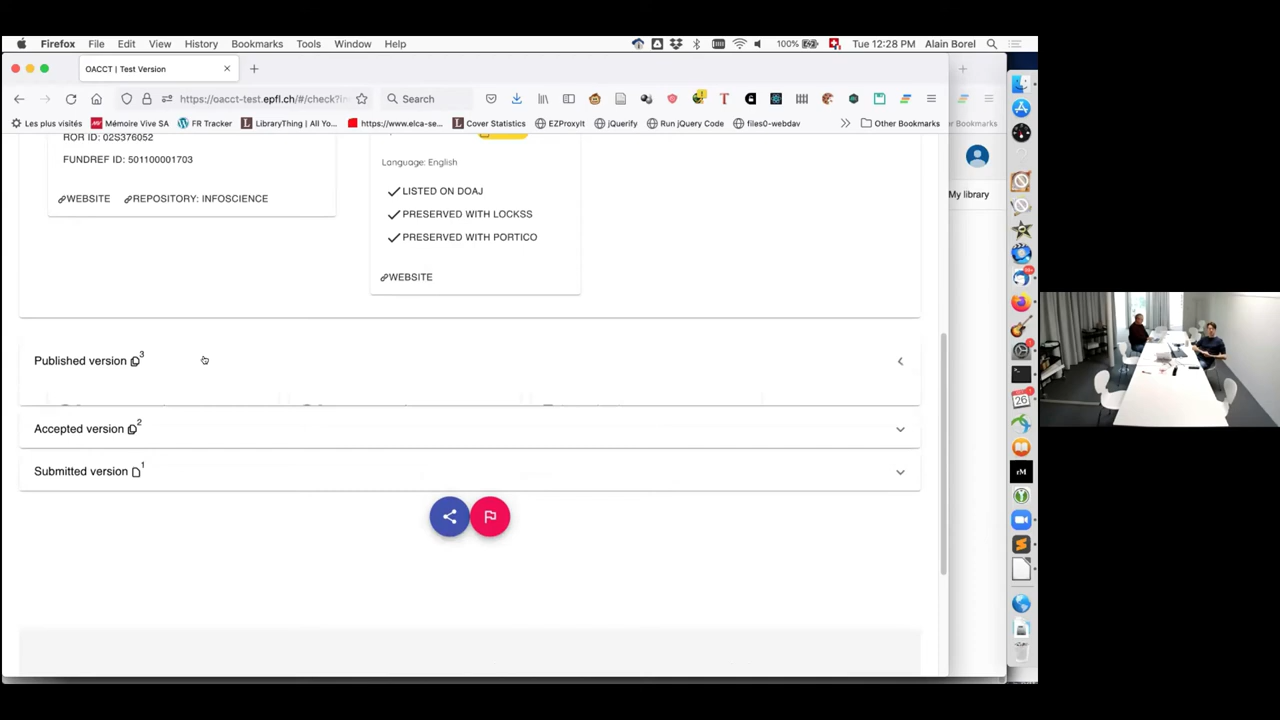 Firefox File Edit View History Bookmarks Tools Window Help 100% Tue 12:28 PM Alain Borel
OACCT | Test Version
https://oacct-test.epfl.ch/#/check?i Search
Les plus visités Mémoire Vive SA FR Tracker LibraryThing | All Yo... https://www.elca-se... Cover Statistics EZProxyIt jQuerify Run jQuery Code files0-webdav Other Bookmarks
My library
ROR ID: 02S376052
FUNDREF ID: 501100001703
WEBSITE REPOSITORY: INFOSCIENCE
Language: English
LISTED ON DOAJ
PRESERVED WITH LOCKSS
PRESERVED WITH PORTICO
WEBSITE
Published version 3
Accepted version 2
Submitted version 1